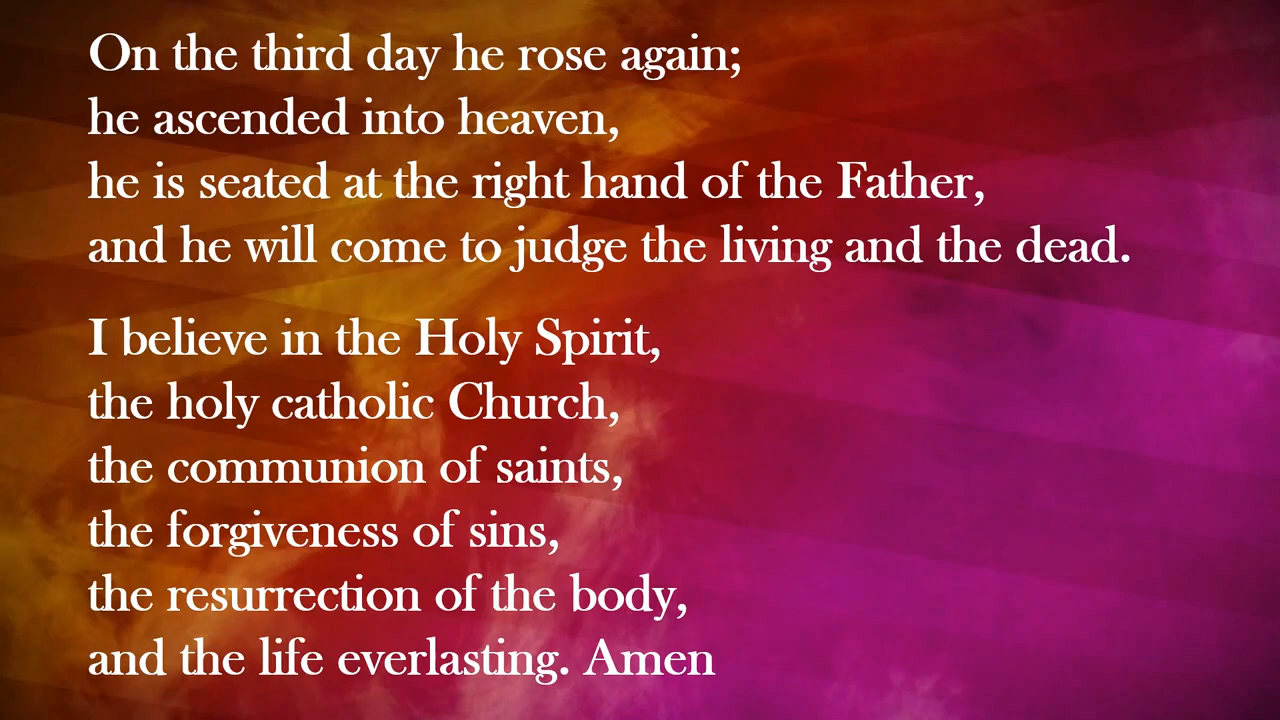 On the third day he rose again;
he ascended into heaven,
he is seated at the right hand of the Father,
and he will come to judge the living and the dead.
I believe in the Holy Spirit,
the holy catholic Church,
the communion of saints,
the forgiveness of sins,
the resurrection of the body,
and the life everlasting. Amen